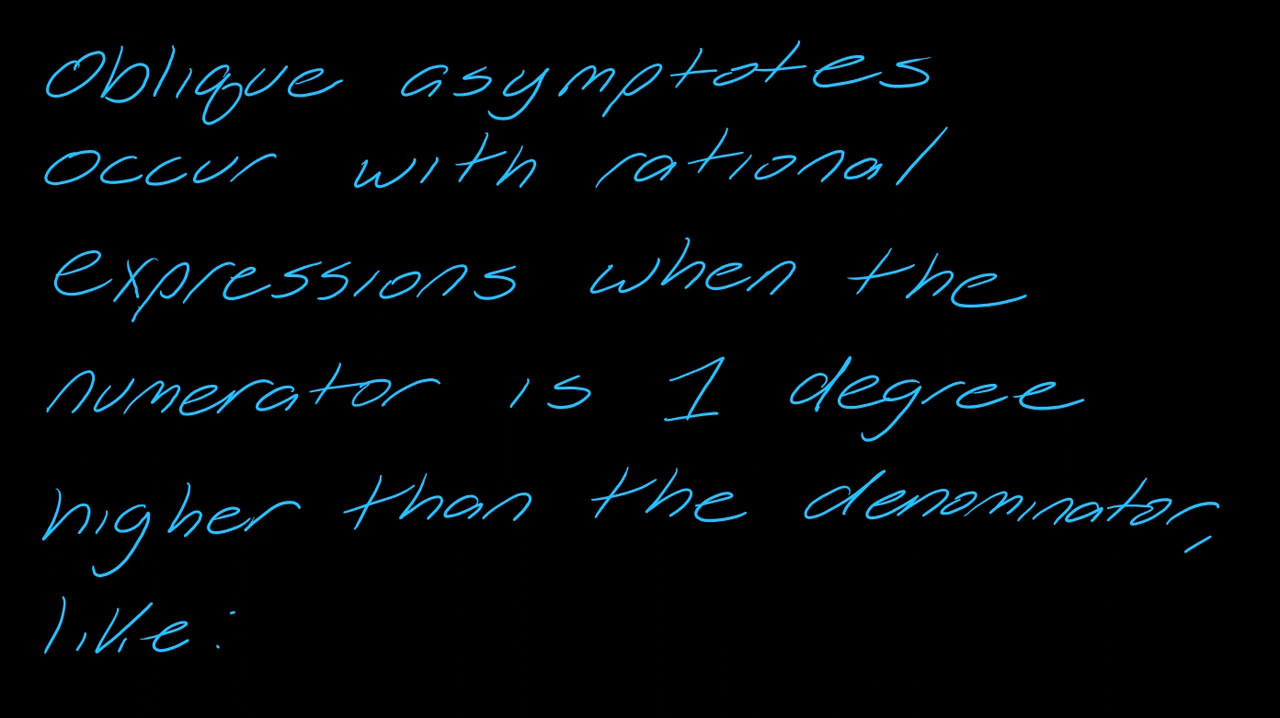 Oblique asymptotes
occur with rational
expressions when the
numerator is 1 degree
higher than the denominator,
like: